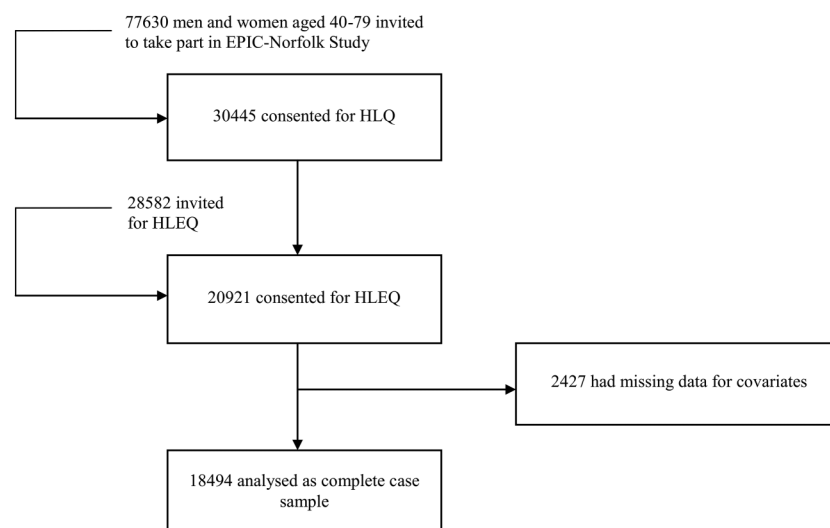 77630 men and women aged 40-79 invited
to take part in EPIC-Norfolk Study
30445 consented for HLQ
28582 invited
for HLEQ
20921 consented for HLEQ
2427 had missing data for covariates
18494 analysed as complete case
sample